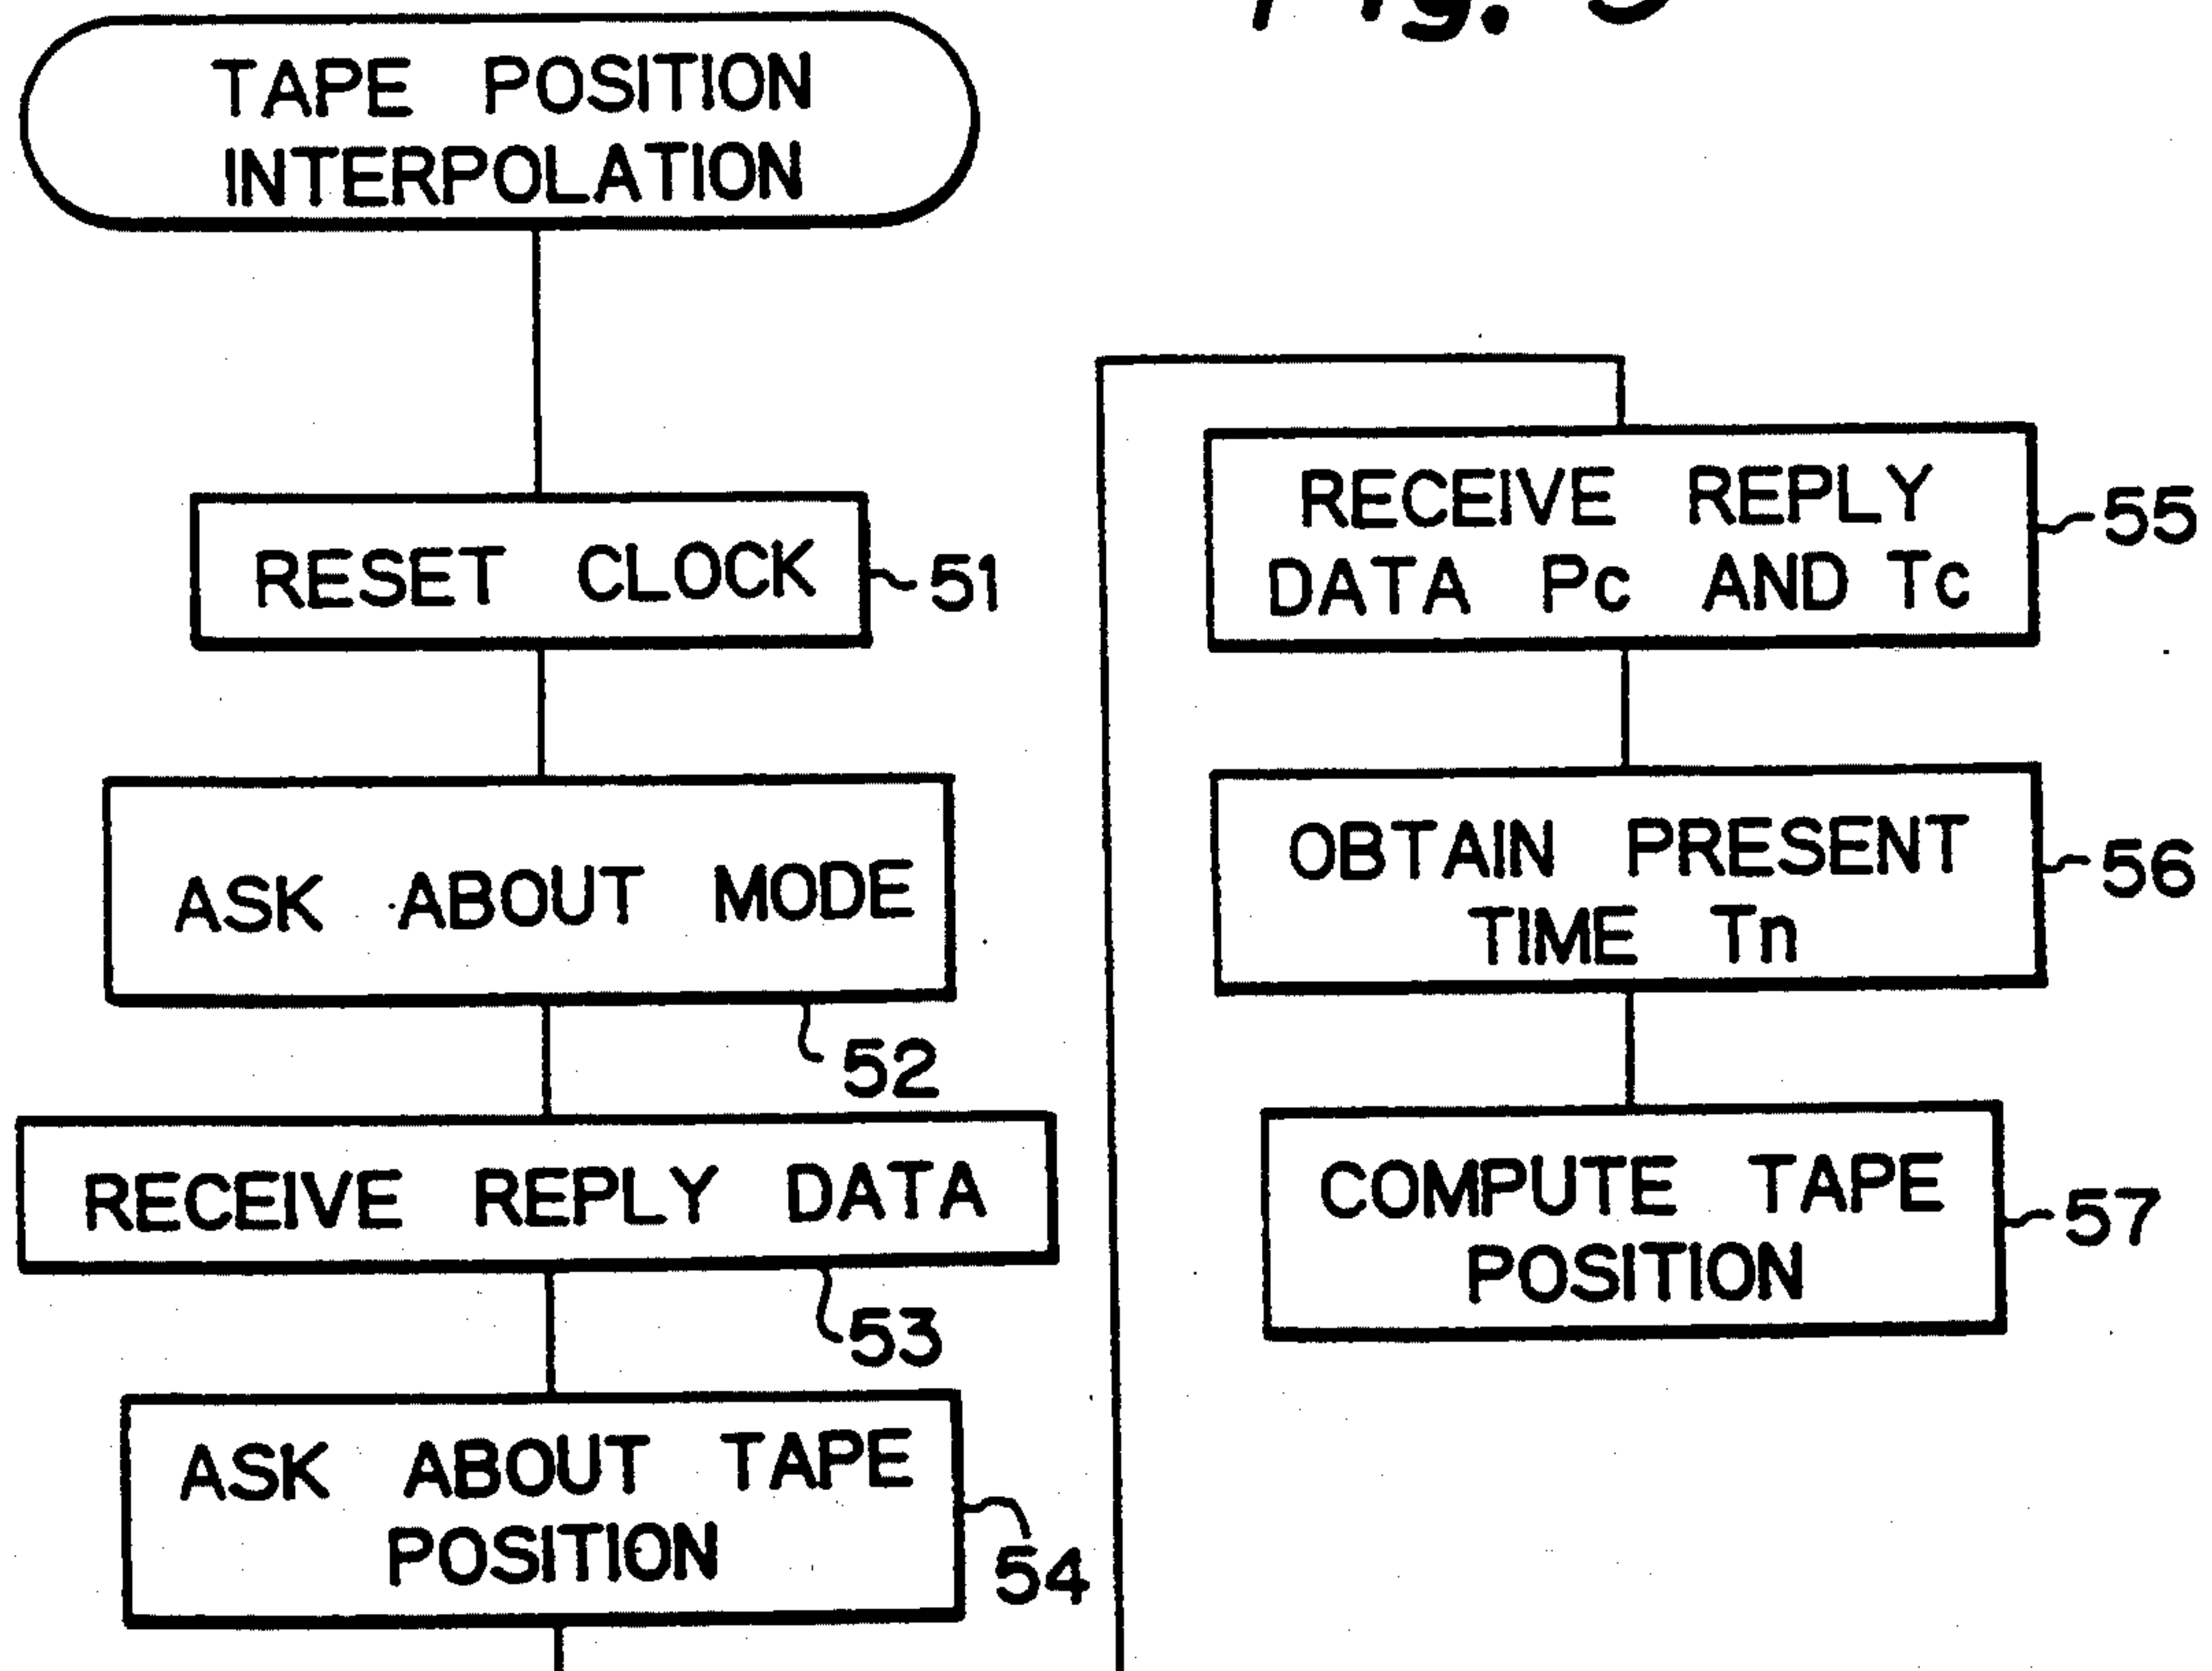 TAPE POSITION
INTERPOLATION
RESET CLOCK
51
ASK ABOUT MODE
52
RECEIVE REPLY DATA
53
ASK ABOUT TAPE
POSITION
54
RECEIVE REPLY
DATA Pc AND Tc
55
OBTAIN PRESENT
TIME Tn
56
COMPUTE TAPE
POSITION
57